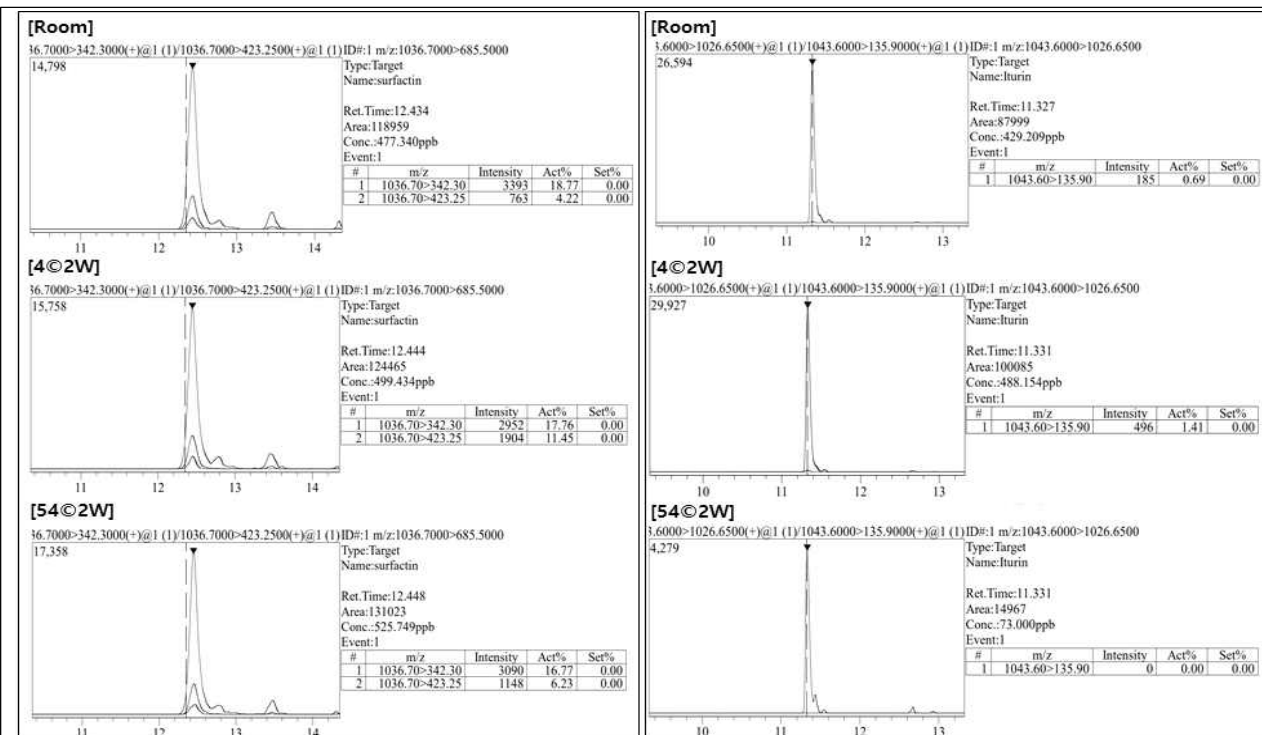 [Room]
36.7000>342.3000(+)@1 (1)/1036.7000>423.2500(+)@1 (1) ID#:1 m/z:1036.7000>685.5000
14,798
Type:Target
Name:surfactin
Ret.Time:12.434
Area:118959
Conc.:477.340ppb
Event:1
# m/z Intensity Act% Set%
1 1036.70>342.30 3393 18.77 0.00
2 1036.70>423.25 763 4.22 0.00
11 12 13 14
[4©2W]
36.7000>342.3000(+)@1 (1)/1036.7000>423.2500(+)@1 (1) ID#:1 m/z:1036.7000>685.5000
15,758
Type:Target
Name:surfactin
Ret.Time:12.444
Area:124465
Conc.:499.434ppb
Event:1
# m/z Intensity Act% Set%
1 1036.70>342.30 2952 17.76 0.00
2 1036.70>423.25 1904 11.45 0.00
11 12 13 14
[54©2W]
36.7000>342.3000(+)@1 (1)/1036.7000>423.2500(+)@1 (1) ID#:1 m/z:1036.7000>685.5000
17,358
Type:Target
Name:surfactin
Ret.Time:12.448
Area:131023
Conc.:525.749ppb
Event:1
# m/z Intensity Act% Set%
1 1036.70>342.30 3090 16.77 0.00
2 1036.70>423.25 1148 6.23 0.00
11 12 13 14
[Room]
3.6000>1026.6500(+)@1 (1)/1043.6000>135.9000(+)@1 (1) ID#:1 m/z:1043.6000>1026.6500
26,594
Type:Target
Name:Iturin
Ret.Time:11.327
Area:87999
Conc.:429.209ppb
Event:1
# m/z Intensity Act% Set%
1 1043.60>135.90 185 0.69 0.00
10 11 12 13
[4©2W]
3.6000>1026.6500(+)@1 (1)/1043.6000>135.9000(+)@1 (1) ID#:1 m/z:1043.6000>1026.6500
29,927
Type:Target
Name:Iturin
Ret.Time:11.331
Area:100085
Conc.:488.154ppb
Event:1
# m/z Intensity Act% Set%
1 1043.60>135.90 496 1.41 0.00
10 11 12 13
[54©2W]
3.6000>1026.6500(+)@1 (1)/1043.6000>135.9000(+)@1 (1) ID#:1 m/z:1043.6000>1026.6500
4,279
Type:Target
Name:Iturin
Ret.Time:11.331
Area:14967
Conc.:73.000ppb
Event:1
# m/z Intensity Act% Set%
1 1043.60>135.90 0 0.00 0.00
10 11 12 13